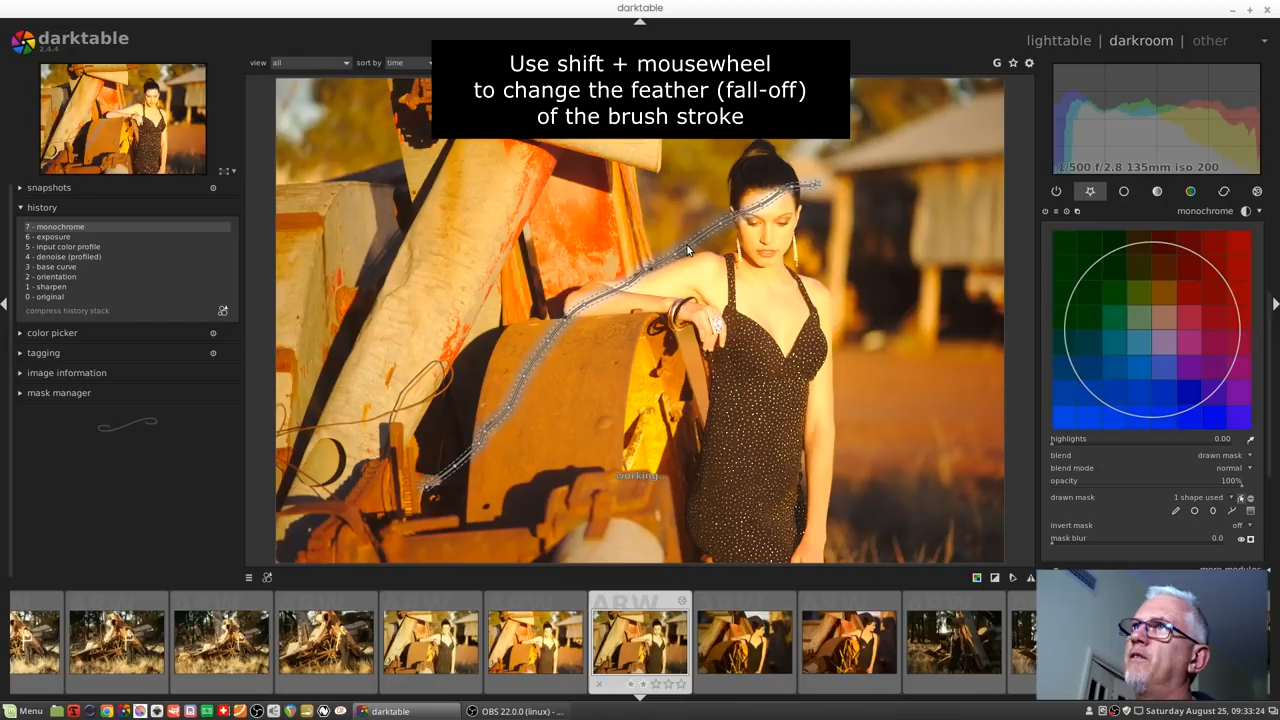 darktable
darktable
2.4.4
lighttable | darkroom | other
Use shift + mousewheel
to change the feather (fall-off)
of the brush stroke
view all sort by time
snapshots
history
7 - monochrome
6 - exposure
5 - input color profile
4 - denoise (profiled)
3 - base curve
2 - orientation
1 - sharpen
0 - original
compress history stack
color picker
tagging
image information
mask manager
working..
1/500 f/2.8 135mm iso 200
monochrome
highlights 0.00
blend drawn mask
blend mode normal
opacity 100%
drawn mask 1 shape used
invert mask off
mask blur 0.0
ARW
Menu
darktable
OBS 22.0.0 (linux) - ...
Saturday August 25, 09:33:24